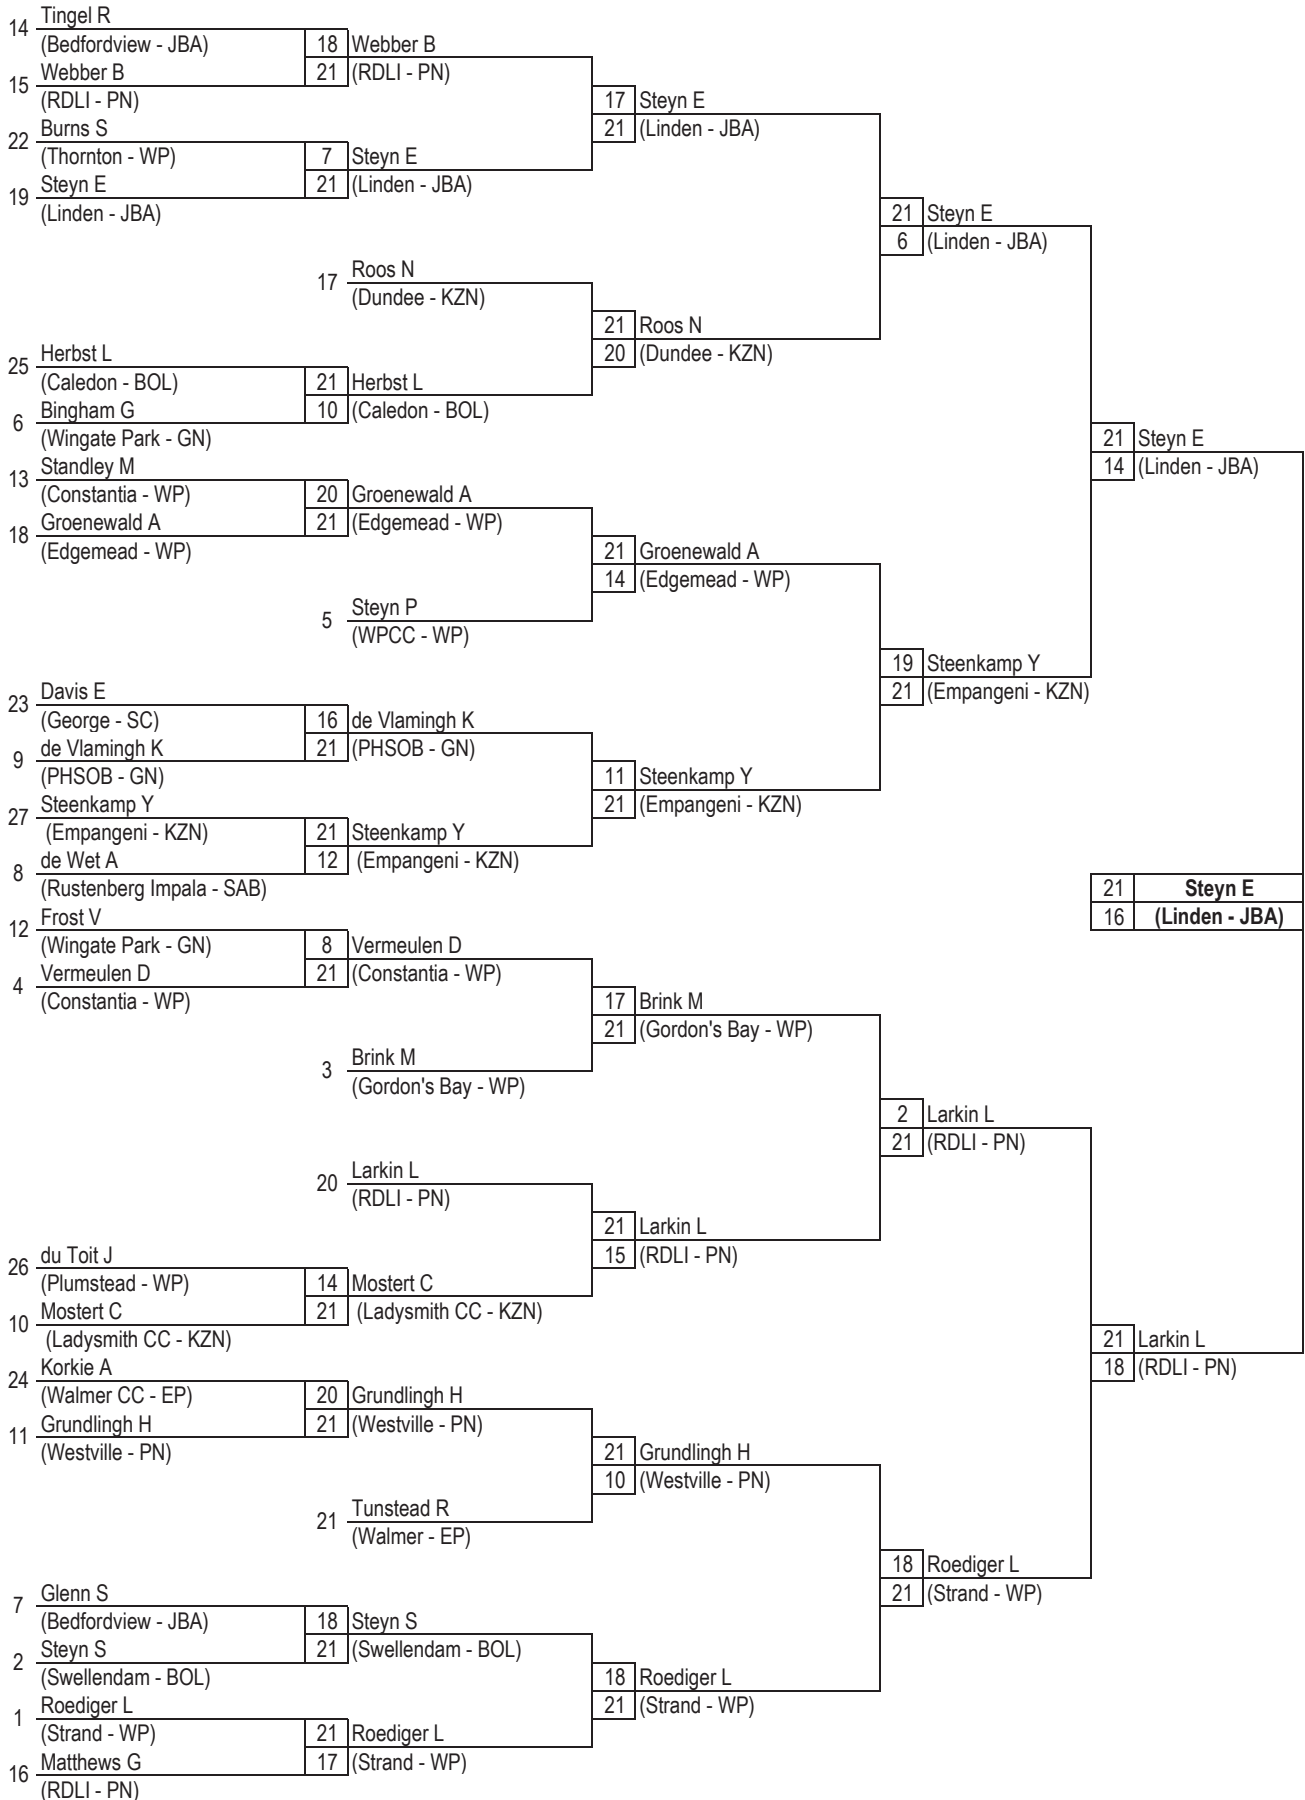 Tingel R
14
(Bedfordview - JBA) 18 Webber B
Webber B 21 (RDLI - PN)
15
(RDLI - PN) 17 Steyn E
Burns S 21 (Linden - JBA)
22
(Thornton - WP) 7 Steyn E
Steyn E 21 (Linden - JBA)
19
(Linden - JBA) 21 Steyn E
6 (Linden - JBA)
Roos N
17
(Dundee - KZN)
21 Roos N
Herbst L 20 (Dundee - KZN)
25
(Caledon - BOL) 21 Herbst L
Bingham G 10 (Caledon - BOL)
6
(Wingate Park - GN) 21 Steyn E
Standley M 14 (Linden - JBA)
13
(Constantia - WP) 20 Groenewald A
Groenewald A 21 (Edgemead - WP)
18
(Edgemead - WP) 21 Groenewald A
14 (Edgemead - WP)
Steyn P
5
(WPCC - WP)
19 Steenkamp Y
Davis E 21 (Empangeni - KZN)
23
(George - SC) 16 de Vlamingh K
de Vlamingh K 21 (PHSOB - GN)
9
(PHSOB - GN) 11 Steenkamp Y
Steenkamp Y 21 (Empangeni - KZN)
27
(Empangeni - KZN) 21 Steenkamp Y
de Wet A 12 (Empangeni - KZN)
8
(Rustenberg Impala - SAB) 21 Steyn E
Frost V 16 (Linden - JBA)
12
(Wingate Park - GN) 8 Vermeulen D
Vermeulen D 21 (Constantia - WP)
4
(Constantia - WP) 17 Brink M
21 (Gordon's Bay - WP)
Brink M
3
(Gordon's Bay - WP)
2 Larkin L
21 (RDLI - PN)
Larkin L
20
(RDLI - PN)
21 Larkin L
du Toit J 15 (RDLI - PN)
26
(Plumstead - WP) 14 Mostert C
Mostert C 21 (Ladysmith CC - KZN)
10
(Ladysmith CC - KZN) 21 Larkin L
Korkie A 18 (RDLI - PN)
24
(Walmer CC - EP) 20 Grundlingh H
Grundlingh H 21 (Westville - PN)
11
(Westville - PN) 21 Grundlingh H
10 (Westville - PN)
Tunstead R
21
(Walmer - EP)
18 Roediger L
Glenn S 21 (Strand - WP)
7
(Bedfordview - JBA) 18 Steyn S
Steyn S 21 (Swellendam - BOL)
2
(Swellendam - BOL) 18 Roediger L
Roediger L 21 (Strand - WP)
1
(Strand - WP) 21 Roediger L
Matthews G 17 (Strand - WP)
16
(RDLI - PN)